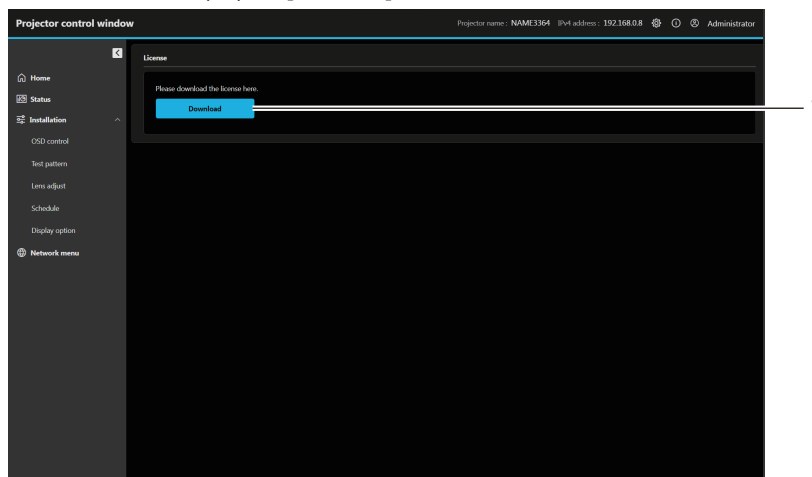 Projector control window
Projector name : NAME3364 IPv4 address : 192.168.0.8 Administrator
License
Home
Please download the license here.
Status
Download
Installation
OSD control
Test pattern
Lens adjust
Schedule
Display option
Network menu